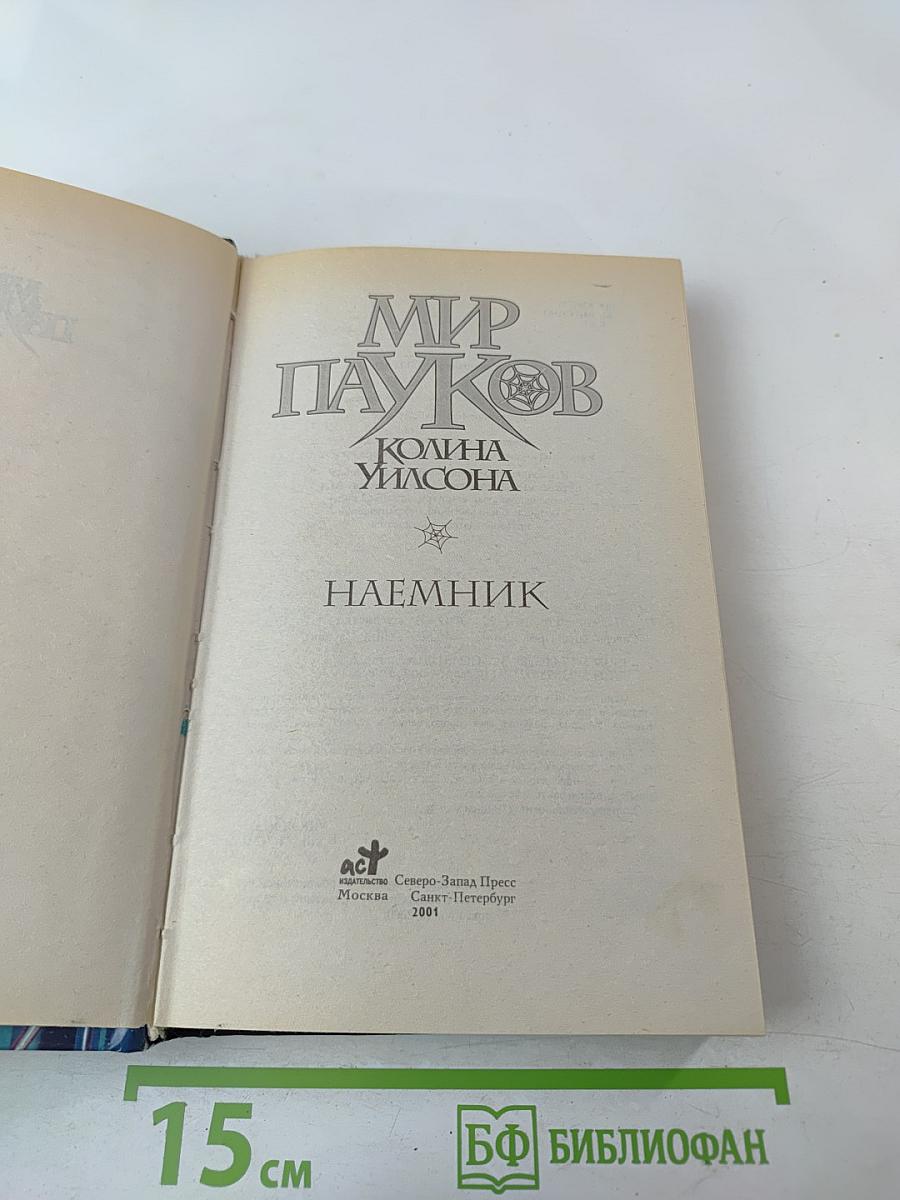 МИР
ПАУКОВ
КОЛИНА
УИЛСОНА
НАЕМНИК
аст
ИЗДАТЕЛЬСТВО Северо-Запад Пресс
Москва Санкт-Петербург
2001
15 см
БФ БИБЛИОФАН